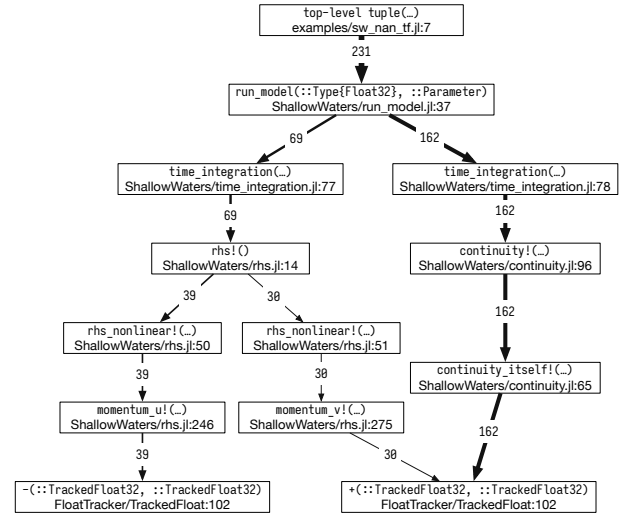 top-level tuple(…)
examples/sw_nan_tf.jl:7
231
run_model(::Type{Float32}, ::Parameter)
ShallowWaters/run_model.jl:37
69
162
time_integration(…)
ShallowWaters/time_integration.jl:77
time_integration(…)
ShallowWaters/time_integration.jl:78
69
162
rhs!()
ShallowWaters/rhs.jl:14
continuity!(…)
ShallowWaters/continuity.jl:96
39
30
162
rhs_nonlinear!(…)
ShallowWaters/rhs.jl:50
rhs_nonlinear!(…)
ShallowWaters/rhs.jl:51
39
30
continuity_itself!(…)
ShallowWaters/continuity.jl:65
momentum_u!(…)
ShallowWaters/rhs.jl:246
momentum_v!(…)
ShallowWaters/rhs.jl:275
162
39
30
-(::TrackedFloat32, ::TrackedFloat32)
FloatTracker/TrackedFloat:102
+(::TrackedFloat32, ::TrackedFloat32)
FloatTracker/TrackedFloat:102